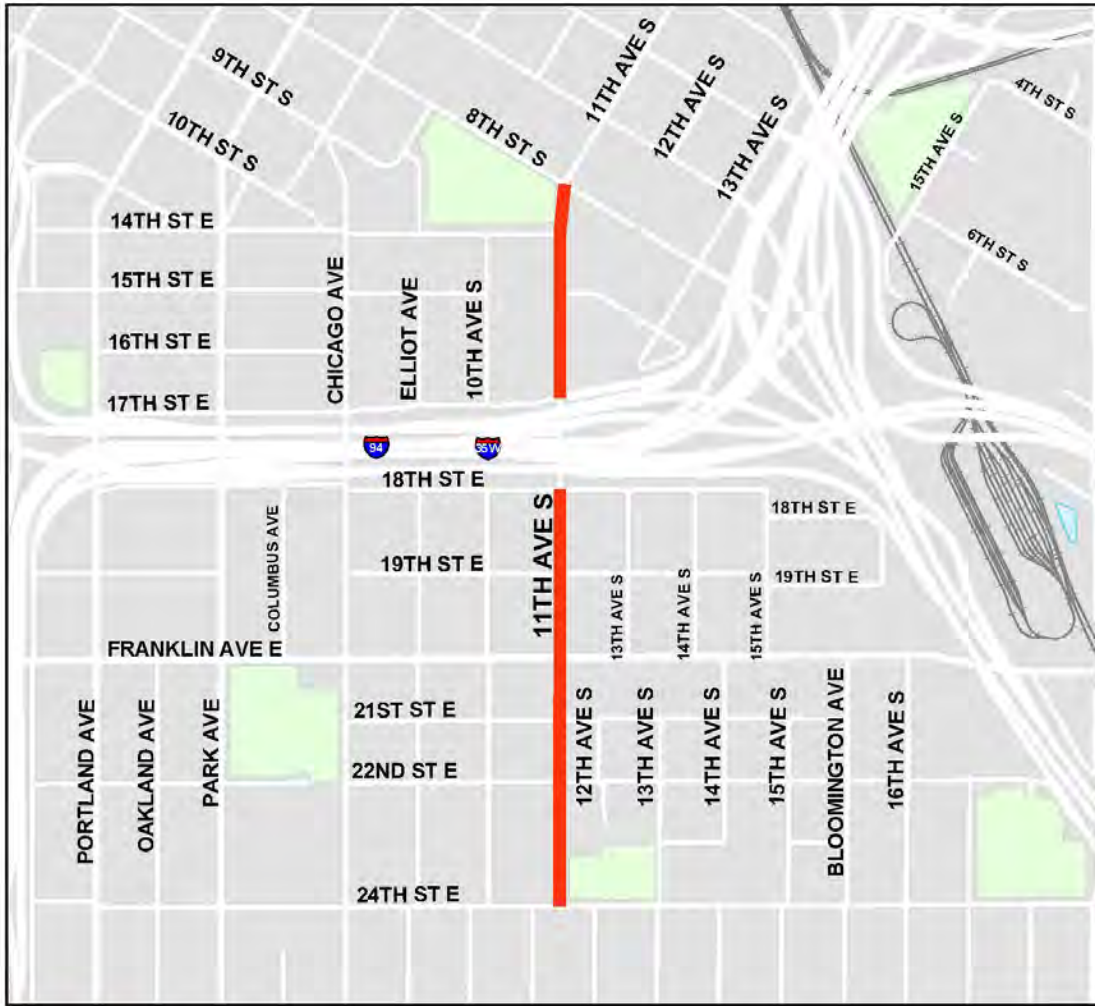 9TH ST S
11TH AVE S
12TH AVE S
8TH ST S
10TH ST S
13TH AVE S
4TH ST S
15TH AVE S
14TH ST E
6TH ST S
15TH ST E
CHICAGO AVE
ELLIOT AVE
10TH AVE S
16TH ST E
17TH ST E
94
35W
18TH ST E
11TH AVE S
18TH ST E
COLUMBUS AVE
19TH ST E
19TH ST E
13TH AVE S
14TH AVE S
15TH AVE S
FRANKLIN AVE E
PORTLAND AVE
OAKLAND AVE
PARK AVE
21ST ST E
12TH AVE S
13TH AVE S
14TH AVE S
15TH AVE S
BLOOMINGTON AVE
16TH AVE S
22ND ST E
24TH ST E